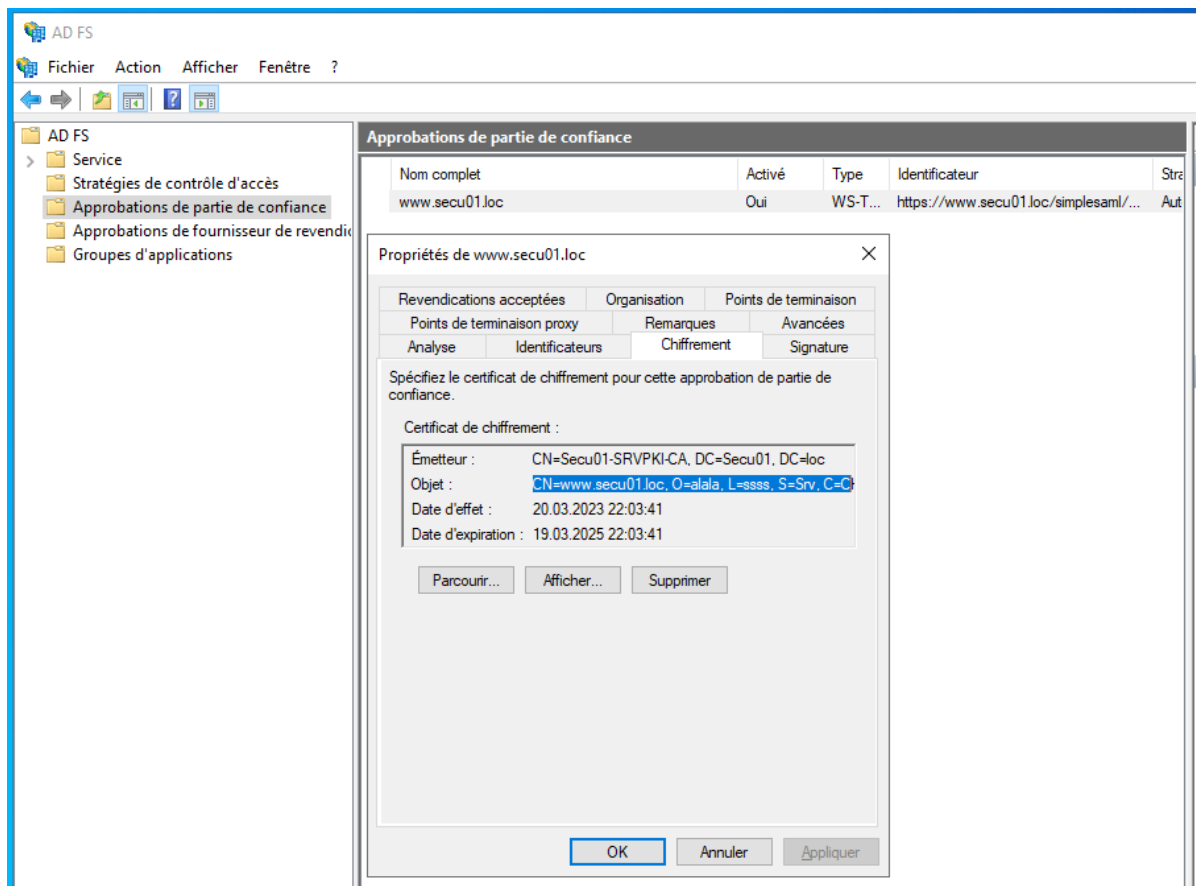 AD FS
Fichier Action Afficher Fenêtre ?
AD FS
Service
Stratégies de contrôle d'accès
Approbations de partie de confiance
Approbations de fournisseur de revendic
Groupes d'applications
Approbations de partie de confiance
Nom complet Activé Type Identificateur Stra
www.secu01.loc Oui WS-T... https://www.secu01.loc/simplesaml/... Aut
Propriétés de www.secu01.loc
Revendications acceptées Organisation Points de terminaison
Points de terminaison proxy Remarques Avancées
Analyse Identificateurs Chiffrement Signature
Spécifiez le certificat de chiffrement pour cette approbation de partie de
confiance.
Certificat de chiffrement :
Émetteur : CN=Secu01-SRVPKI-CA, DC=Secu01, DC=loc
Objet : CN=www.secu01.loc, O=alala, L=ssss, S=Srv, C=CH
Date d'effet : 20.03.2023 22:03:41
Date d'expiration : 19.03.2025 22:03:41
Parcourir... Afficher... Supprimer
OK Annuler Appliquer